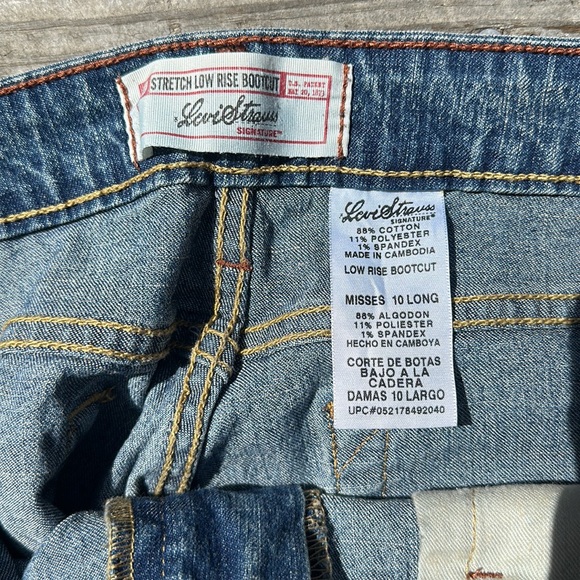 STRETCH LOW RISE BOOTCUT
U.S. PATENT
MAY 20, 1873
Levi Strauss
SIGNATURE™
Levi Strauss
SIGNATURE™
88% COTTON
11% POLYESTER
1% SPANDEX
MADE IN CAMBODIA
LOW RISE BOOTCUT
MISSES 10 LONG
88% ALGODON
11% POLIESTER
1% SPANDEX
HECHO EN CAMBOYA
CORTE DE BOTAS
BAJO A LA
CADERA
DAMAS 10 LARGO
UPC#052178492040